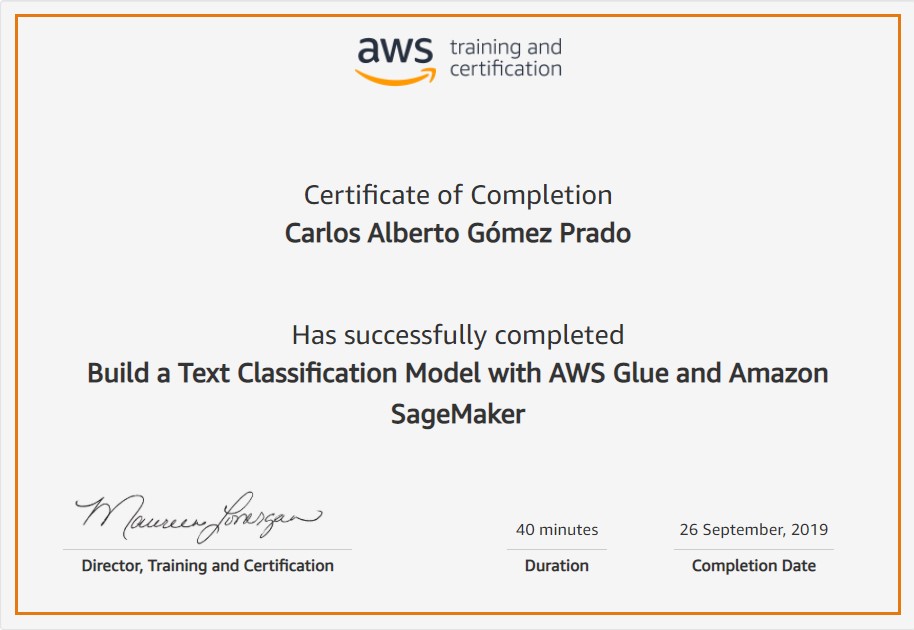 aws training and
certification
Certificate of Completion
Carlos Alberto Gómez Prado
Has successfully completed
Build a Text Classification Model with AWS Glue and Amazon
SageMaker
Maureen Lonergan
40 minutes
26 September, 2019
Director, Training and Certification
Duration
Completion Date